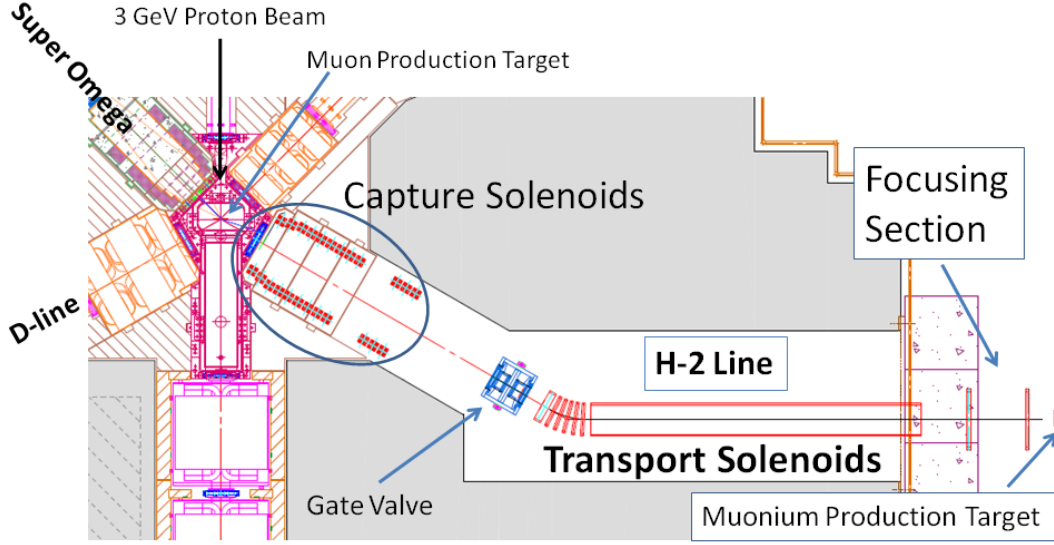 3 GeV Proton Beam
Super Omega
Muon Production Target
Capture Solenoids
Focusing
Section
D-line
H-2 Line
Transport Solenoids
Gate Valve
Muonium Production Target